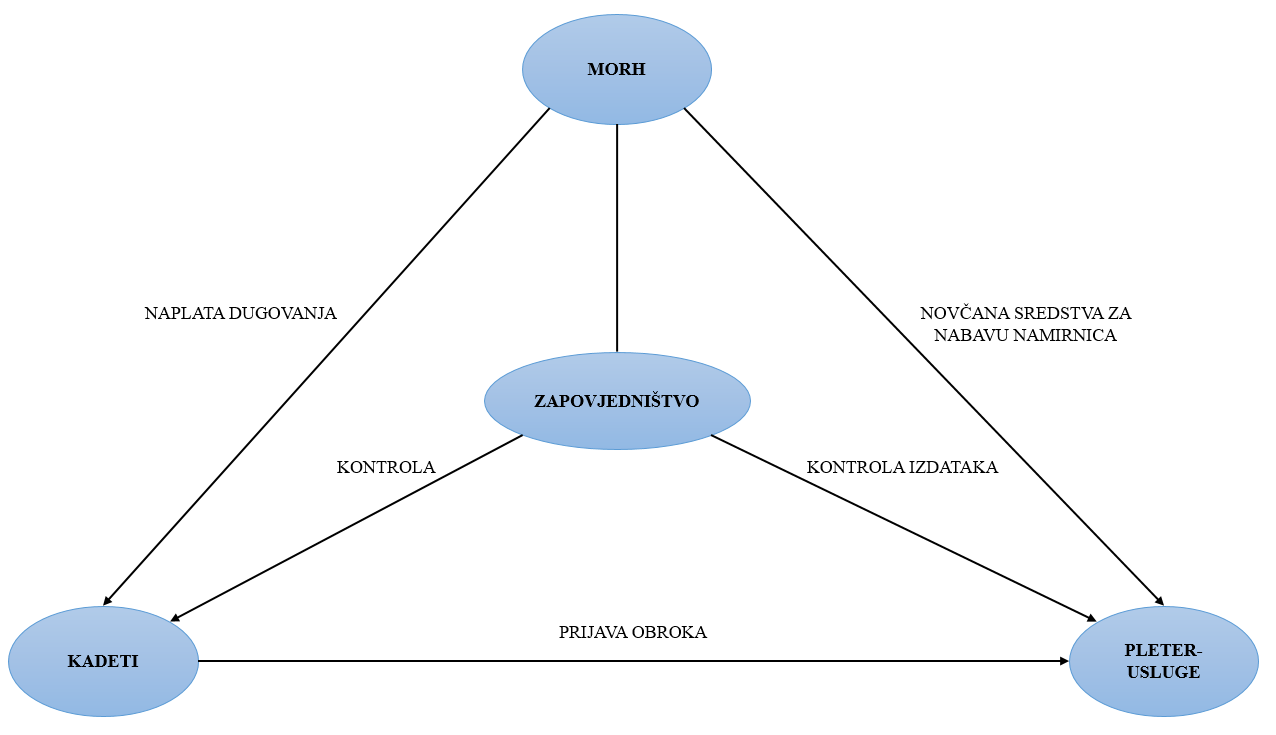 MORH
NAPLATA DUGOVANJA
NOVČANA SREDSTVA ZA
NABAVU NAMIRNICA
ZAPOVJEDNIŠTVO
KONTROLA
KONTROLA IZDATAKA
PRIJAVA OBROKA
KADETI
PLETER-
USLUGE